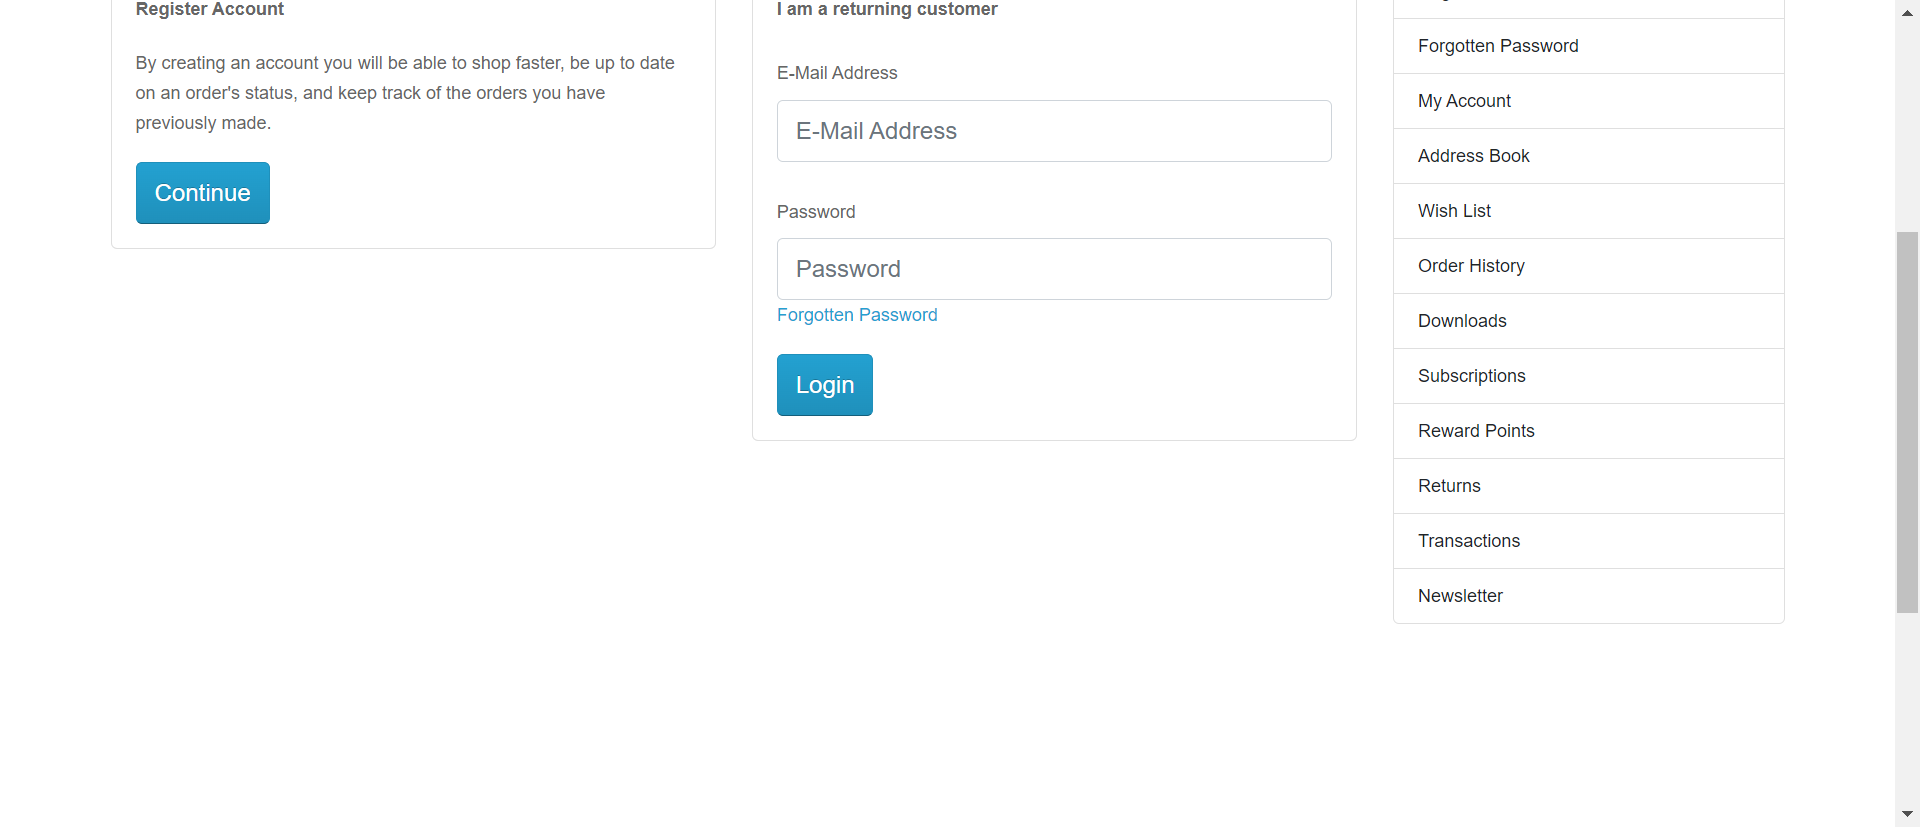 Register Account
By creating an account you will be able to shop faster, be up to date
on an order's status, and keep track of the orders you have
previously made.
Continue
I am a returning customer
E-Mail Address
E-Mail Address
Password
Password
Forgotten Password
Login
Forgotten Password
My Account
Address Book
Wish List
Order History
Downloads
Subscriptions
Reward Points
Returns
Transactions
Newsletter